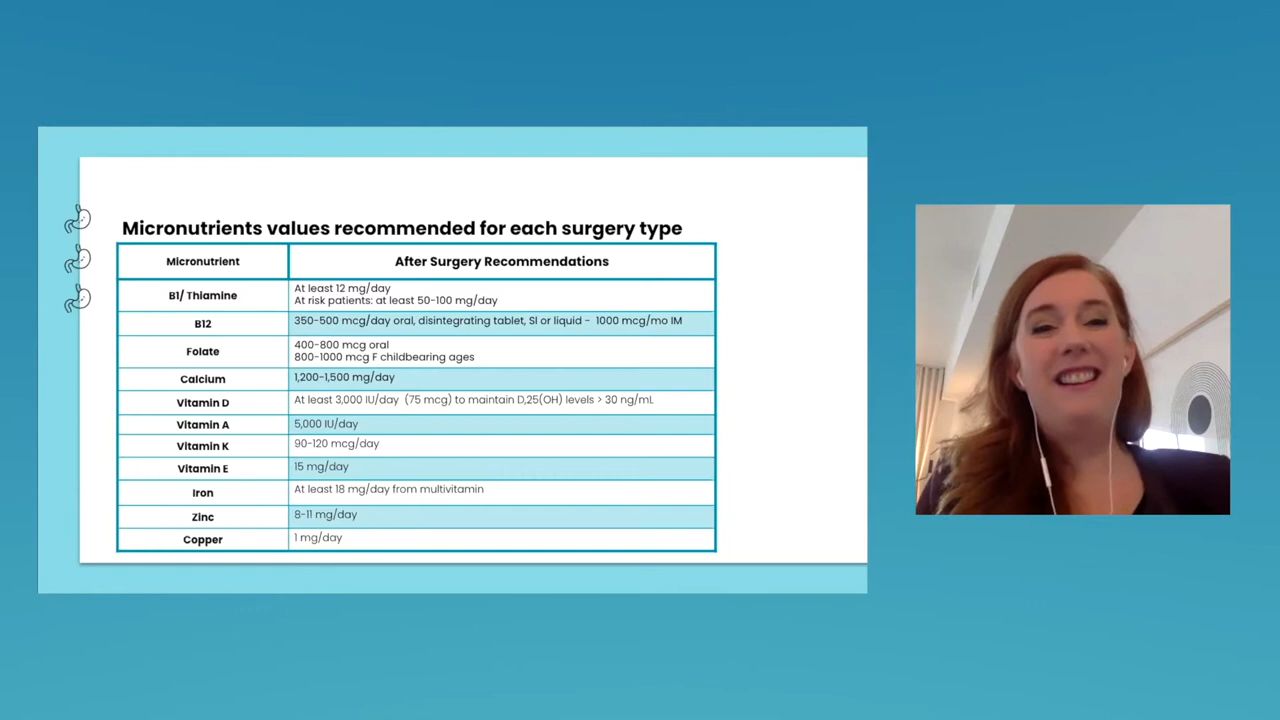 Micronutrients values recommended for each surgery type
Micronutrient
After Surgery Recommendations
B1/ Thiamine
At least 12 mg/day
At risk patients: at least 50-100 mg/day
B12
350-500 mcg/day oral, disintegrating tablet, Sl or liquid - 1000 mcg/mo IM
Folate
400-800 mcg oral
800-1000 mcg F childbearing ages
Calcium
1,200-1,500 mg/day
Vitamin D
At least 3,000 IU/day (75 mcg) to maintain D,25(OH) levels > 30 ng/mL
Vitamin A
5,000 IU/day
Vitamin K
90-120 mcg/day
Vitamin E
15 mg/day
Iron
At least 18 mg/day from multivitamin
Zinc
8-11 mg/day
Copper
1 mg/day